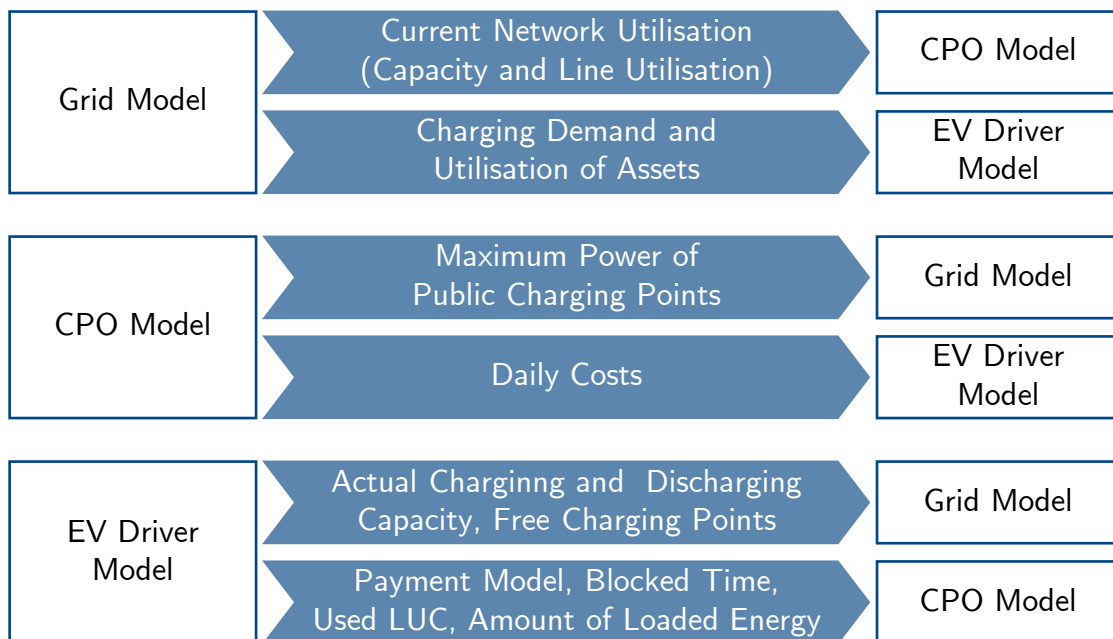 Grid Model
Current Network Utilisation
(Capacity and Line Utilisation)
CPO Model
Charging Demand and
Utilisation of Assets
EV Driver
Model
CPO Model
Maximum Power of
Public Charging Points
Grid Model
Daily Costs
EV Driver
Model
EV Driver
Model
Actual Charginng and  Discharging
Capacity, Free Charging Points
Grid Model
Payment Model, Blocked Time,
Used LUC, Amount of Loaded Energy
CPO Model